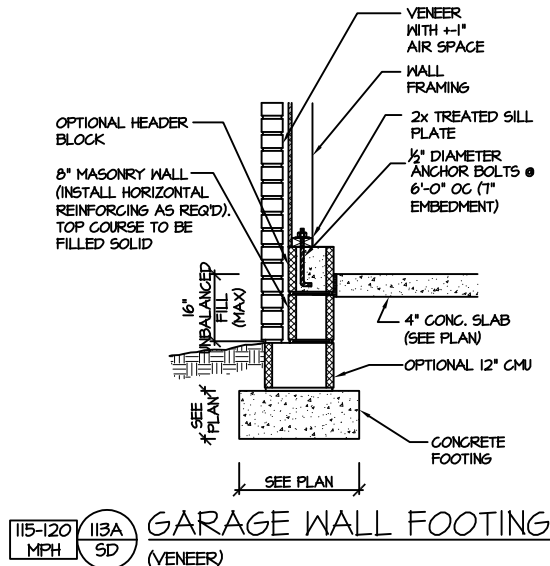 VENEER
WITH +-1"
AIR SPACE
WALL
FRAMING
OPTIONAL HEADER
BLOCK
2x TREATED SILL
PLATE
½" DIAMETER
ANCHOR BOLTS @
6'-0" OC (7"
EMBEDMENT)
8" MASONRY WALL
(INSTALL HORIZONTAL
REINFORCING AS REQ'D).
TOP COURSE TO BE
FILLED SOLID
16"
UNBALANCED
FILL
(MAX)
4" CONC. SLAB
(SEE PLAN)
OPTIONAL 12" CMU
SEE
PLAN
CONCRETE
FOOTING
SEE PLAN
115-120
MPH
113A
SD
GARAGE WALL FOOTING
(VENEER)